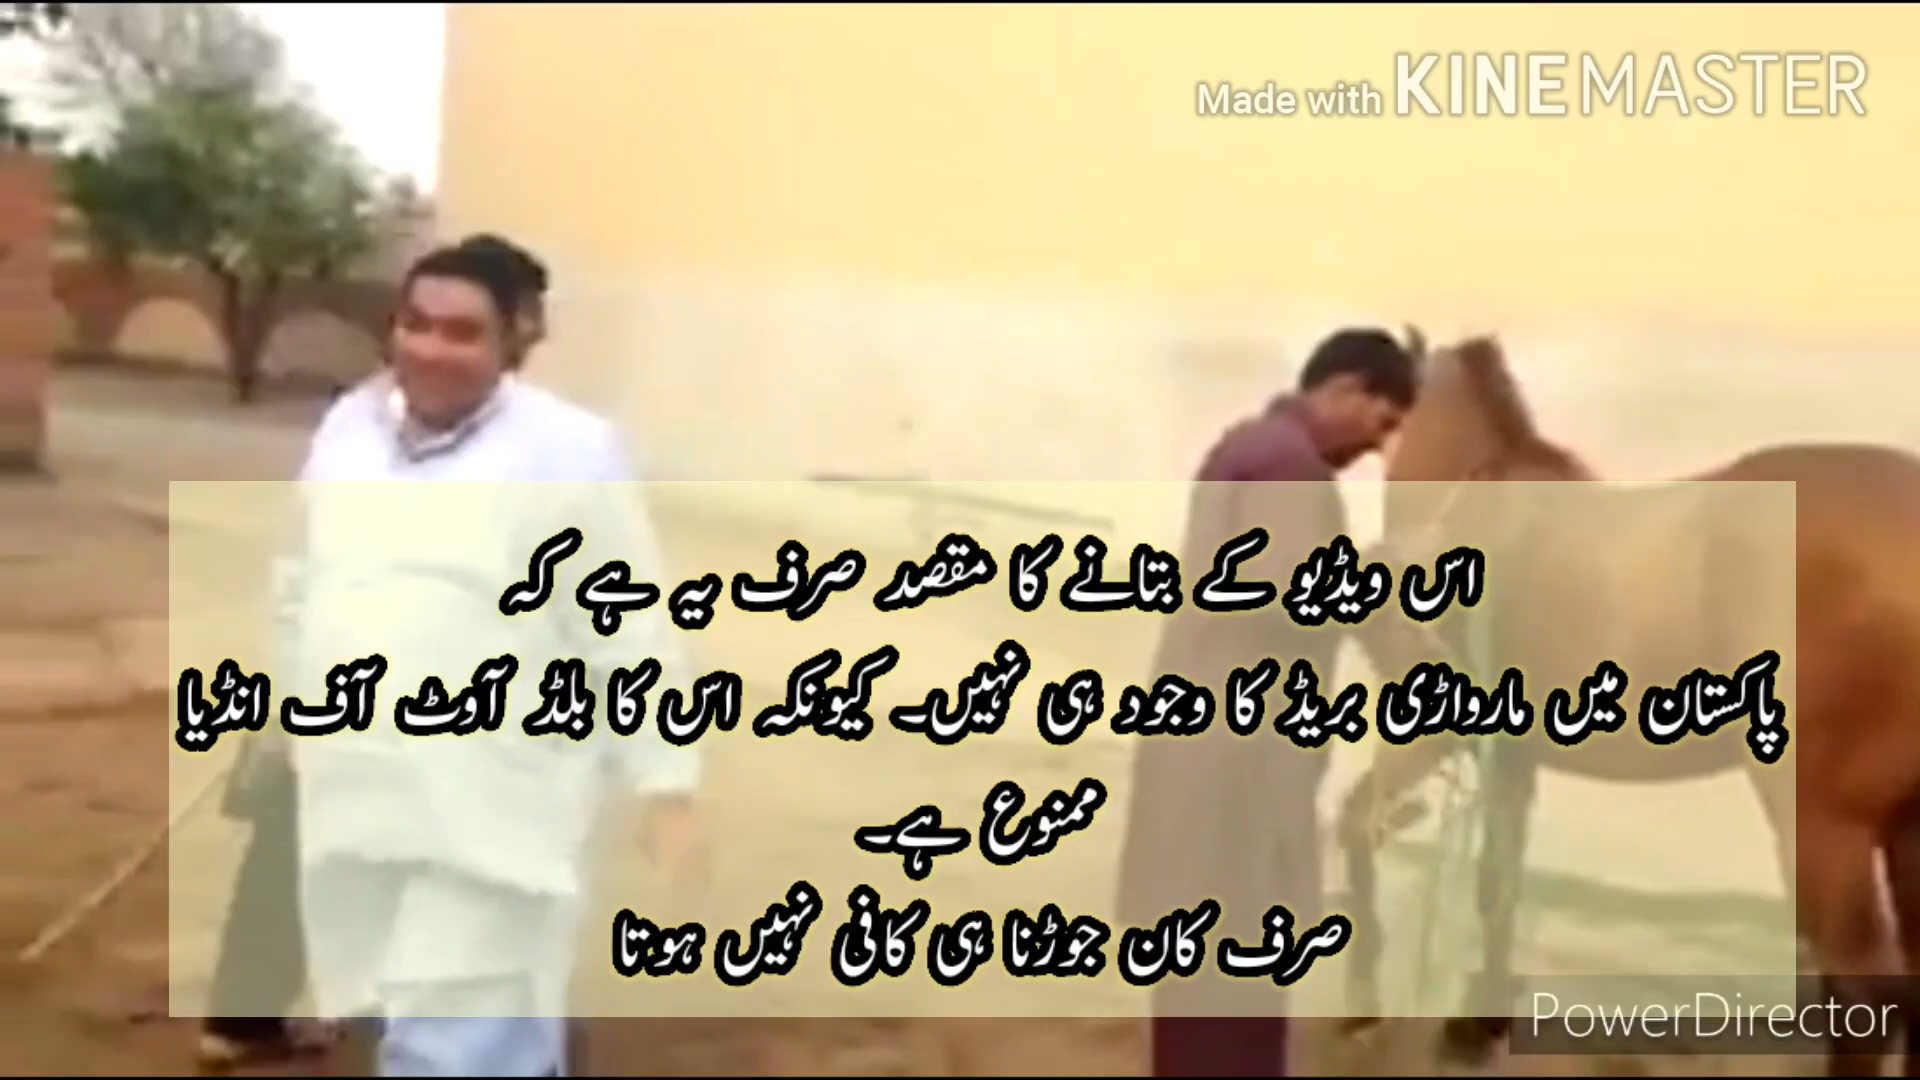 Made with KINEMASTER
اس ویڈیو کے بتانے کا مقصد صرف یہ ہے کہ
پاکستان میں مارواڑی بریڈ کا وجود ہی نہیں۔ کیونکہ اس کا بلڈ آوٹ آف انڈیا
ممنوع ہے۔
صرف کان جوڑنا ہی کافی نہیں ہوتا
PowerDirector